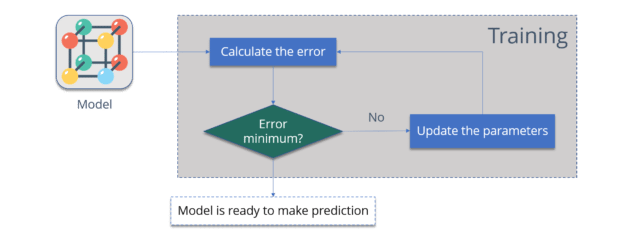 Training
Calculate the error
Model
Error
minimum?
No
Update the parameters
Model is ready to make prediction